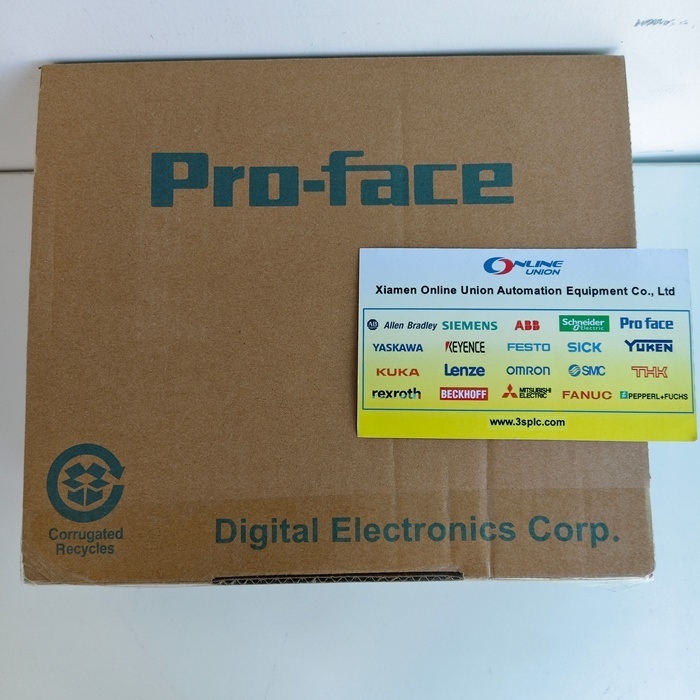 Pro-face
ONLINE
UNION
Xiamen Online Union Automation Equipment Co., Ltd
AB Allen Bradley SIEMENS ABB Schneider Electric Pro face
YASKAWA KEYENCE FESTO SICK YUKEN
KUKA Lenze OMRON SMC THK
rexroth BECKHOFF MITSUBISHI ELECTRIC FANUC PEPPERL+FUCHS
www.3splc.com
Corrugated
Recycles
Digital Electronics Corp.